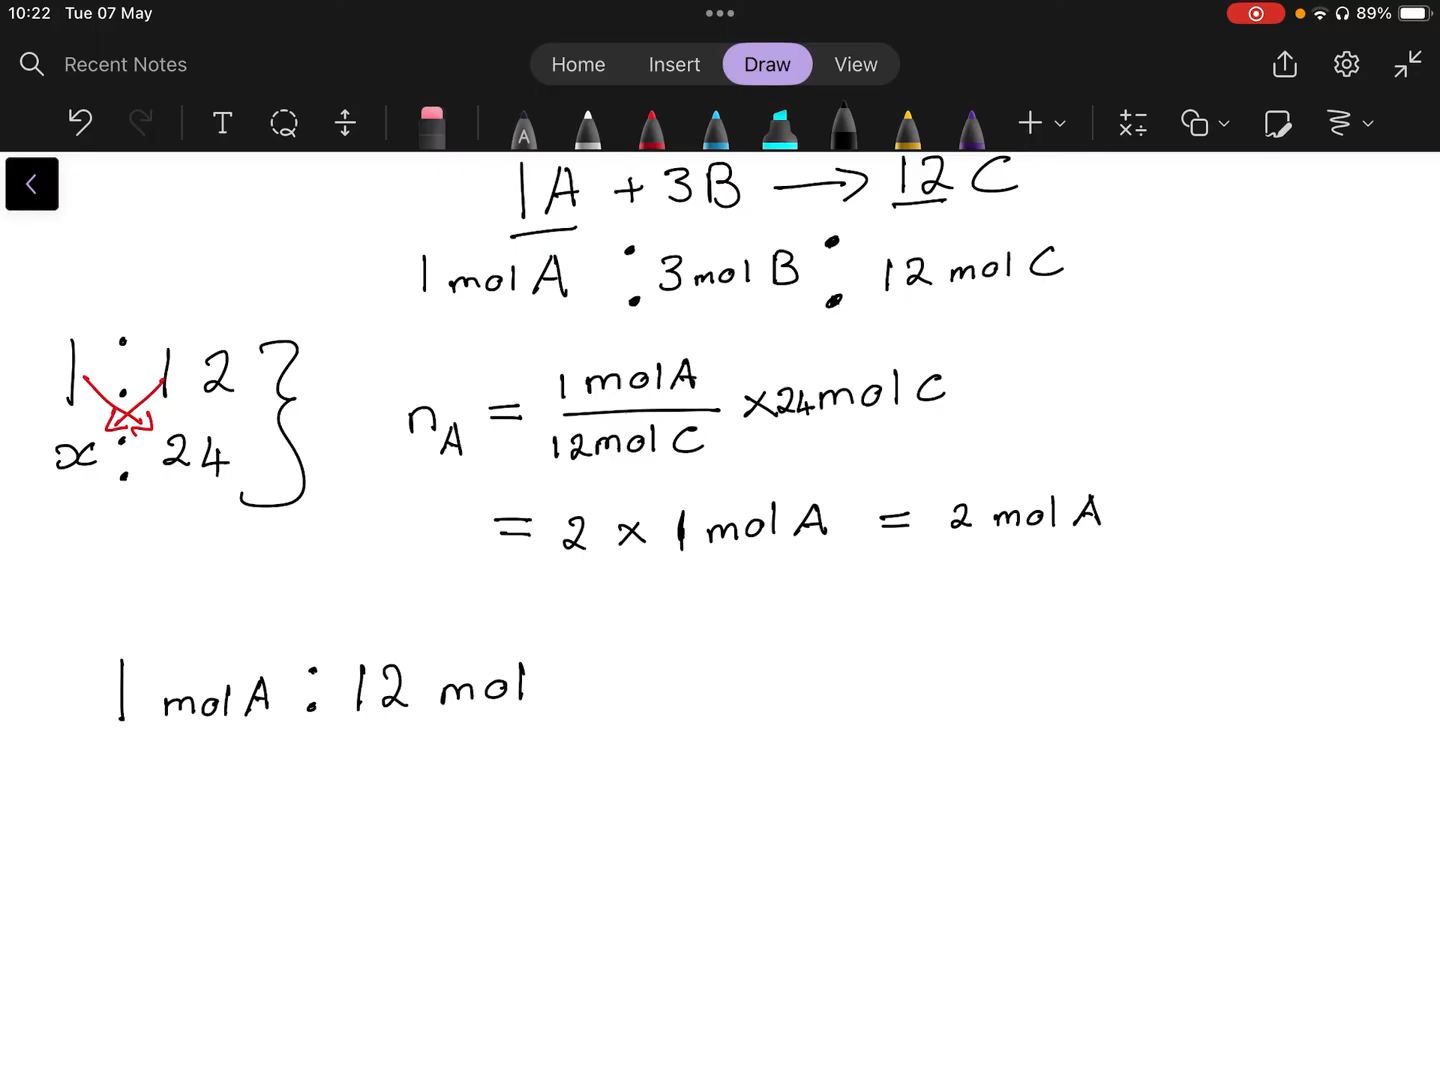 10:22 Tue 07 May 89%
Recent Notes Home Insert Draw View
T A
1A + 3B → 12 C
1 mol A : 3 mol B : 12 mol C
1 : 12
x : 24
n_A = 1 mol A / 12 mol C × 24 mol C
= 2 × 1 mol A = 2 mol A
1 mol A : 12 mol